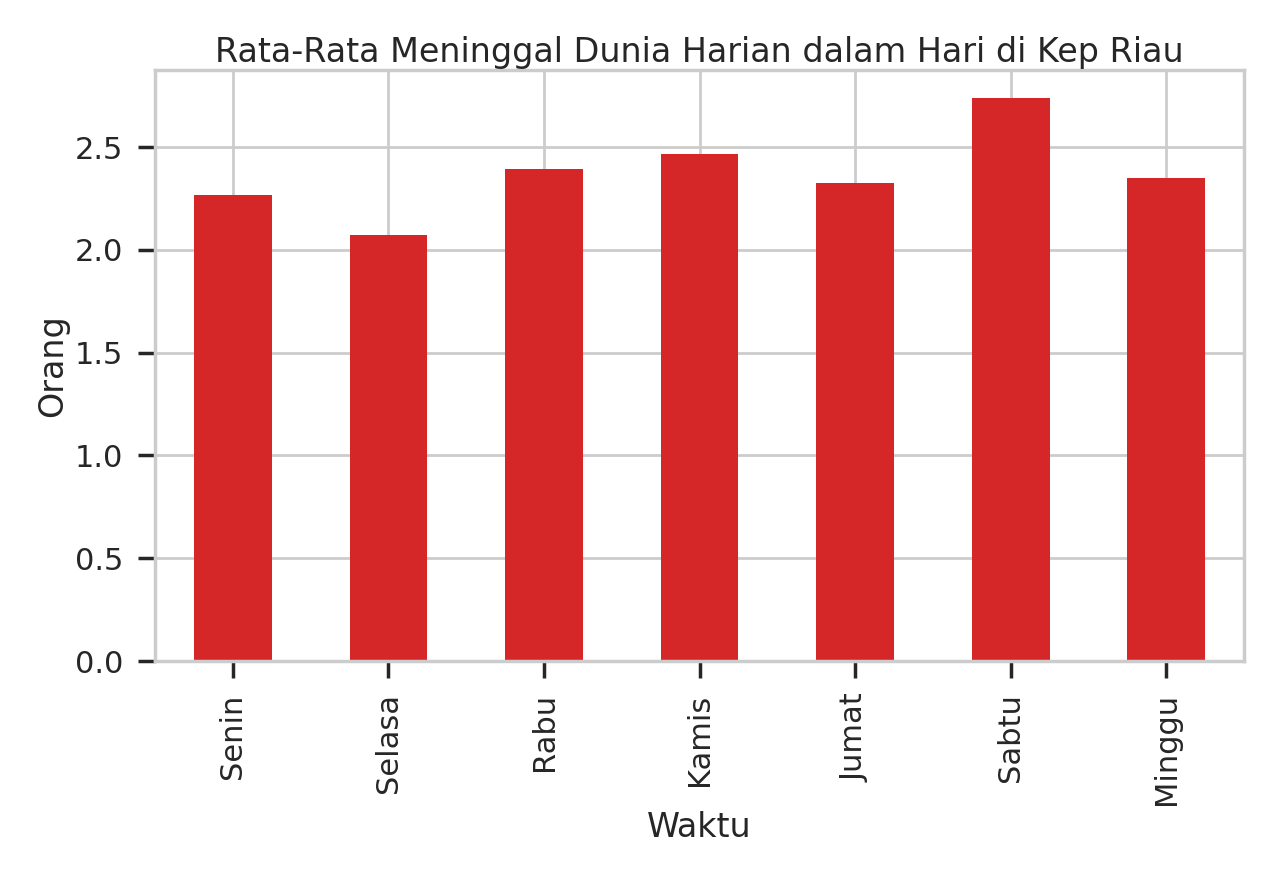 Rata-Rata Meninggal Dunia Harian dalam Hari di Kep Riau
Orang
2.5
2.0
1.5
1.0
0.5
0.0
Senin
Selasa
Rabu
Kamis
Jumat
Sabtu
Minggu
Waktu